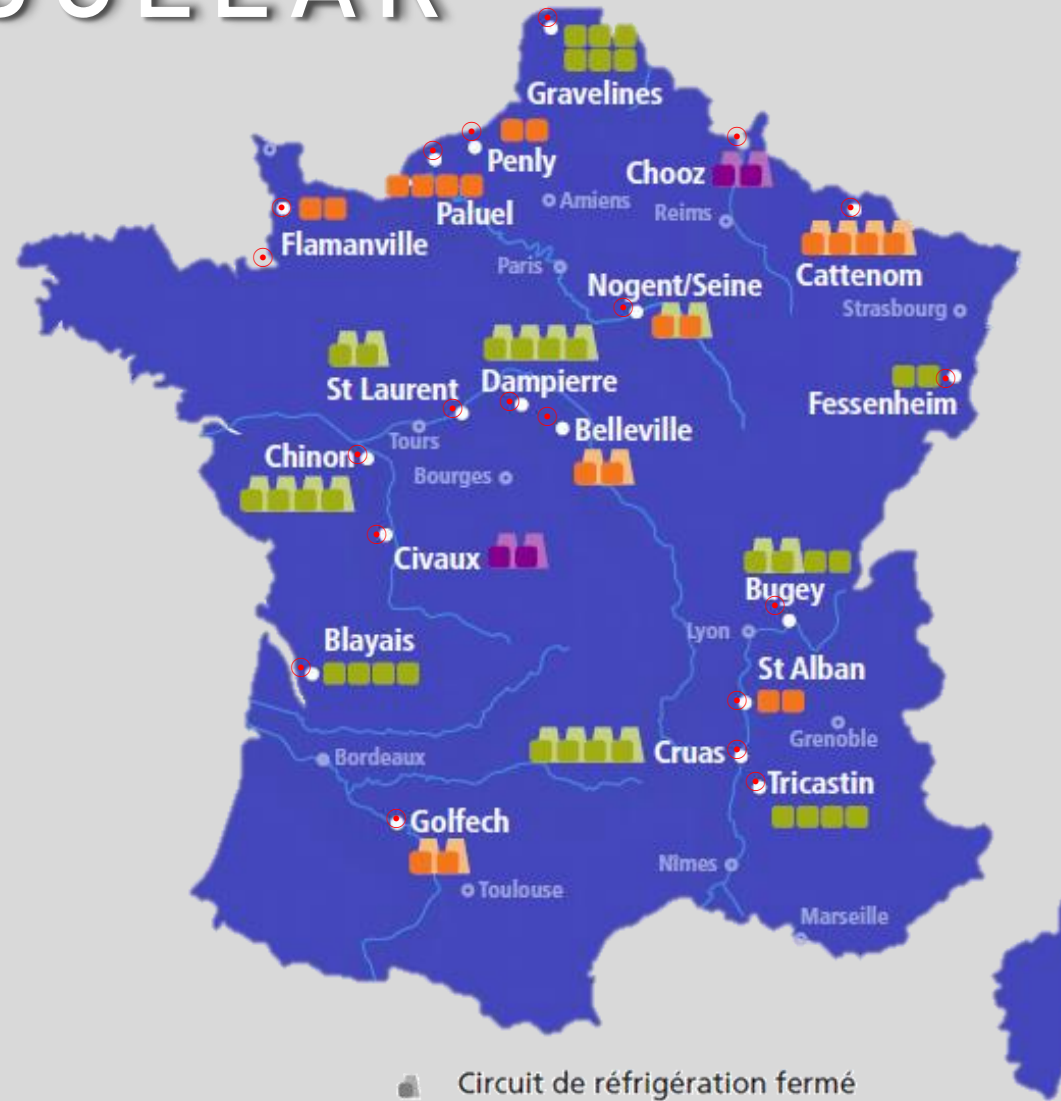 Gravelines
Penly
Chooz
Paluel
Amiens
Reims
Flamanville
Paris
Cattenom
Nogent/Seine
Strasbourg
St Laurent
Dampierre
Fessenheim
Tours
Belleville
Chinon
Bourges
Civaux
Bugey
Lyon
Blayais
St Alban
Grenoble
Cruas
Bordeaux
Tricastin
Golfech
Nîmes
Toulouse
Marseille
Circuit de réfrigération fermé